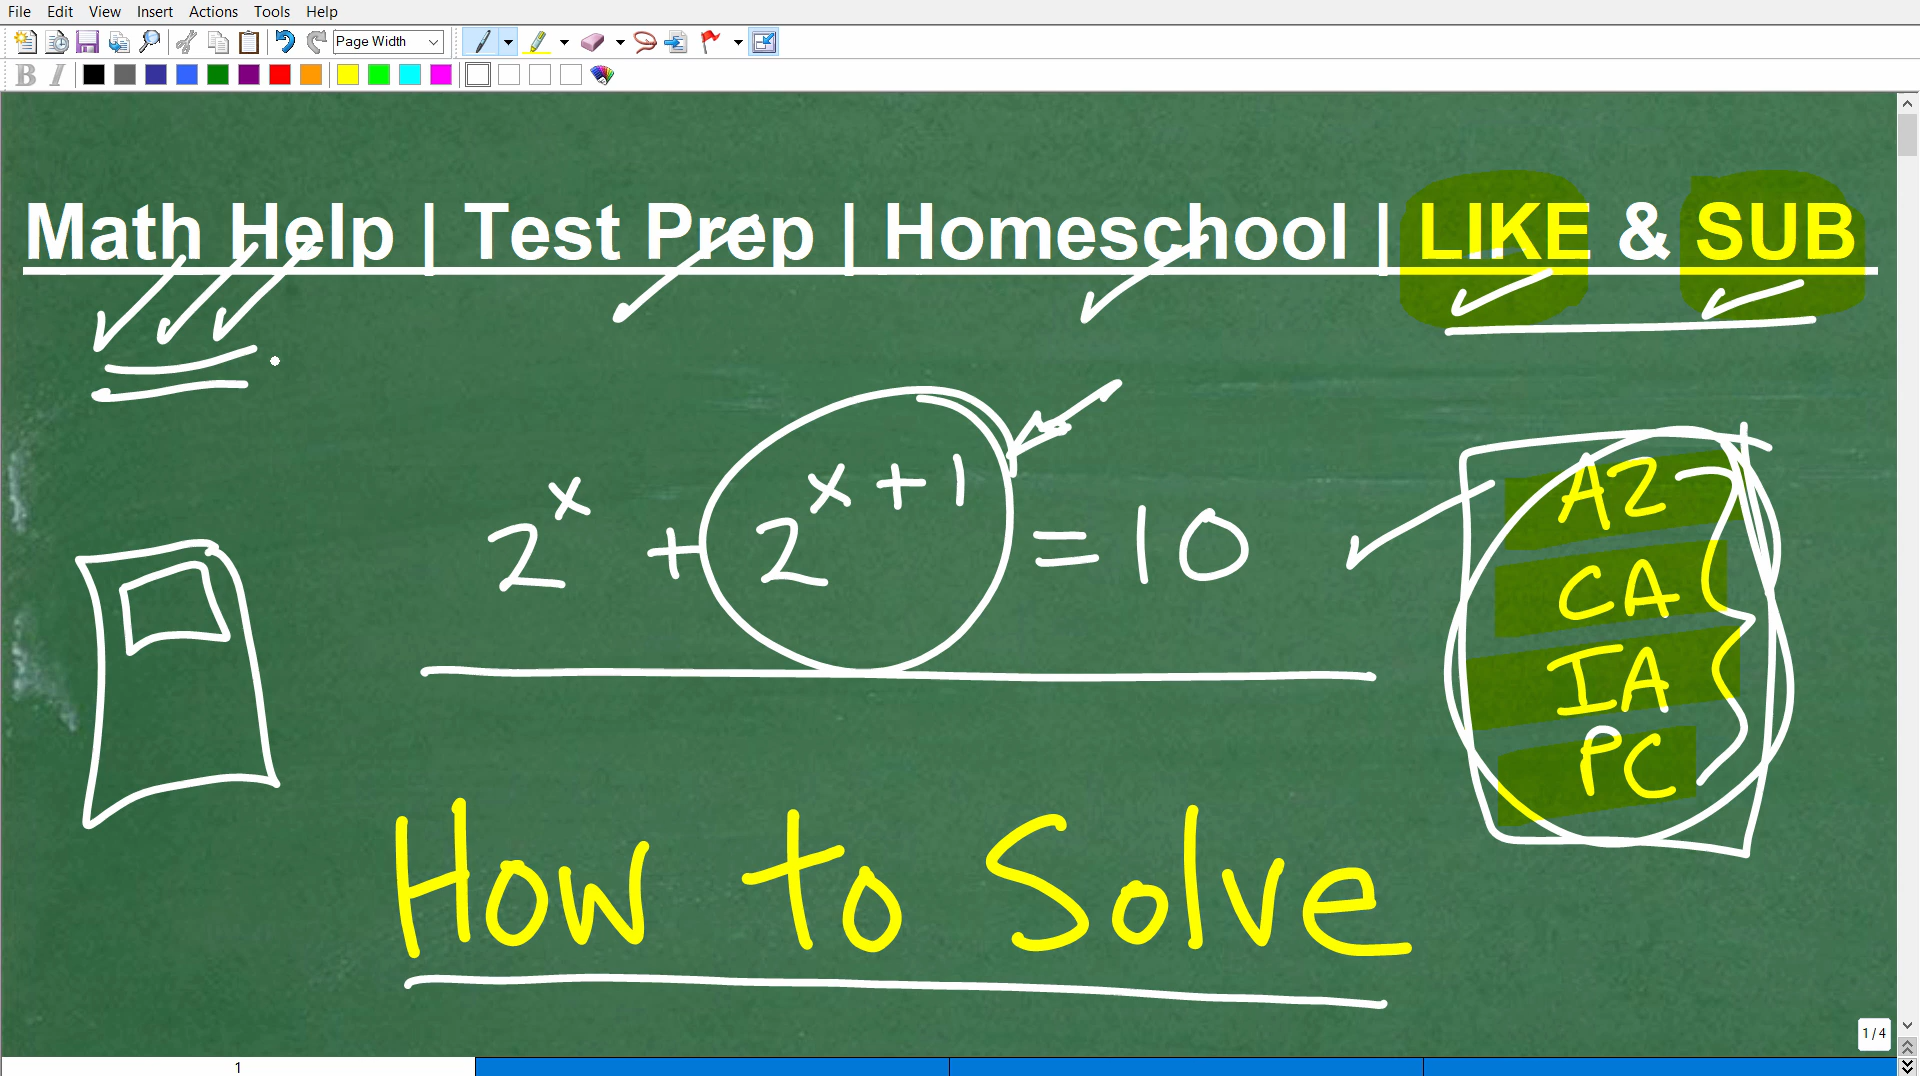 File Edit View Insert Actions Tools Help
Page Width
B I
Math Help | Test Prep | Homeschool | LIKE & SUB
2^x + 2^(x+1) = 10
A2
CA
IA
PC
How to Solve
1 / 4
1